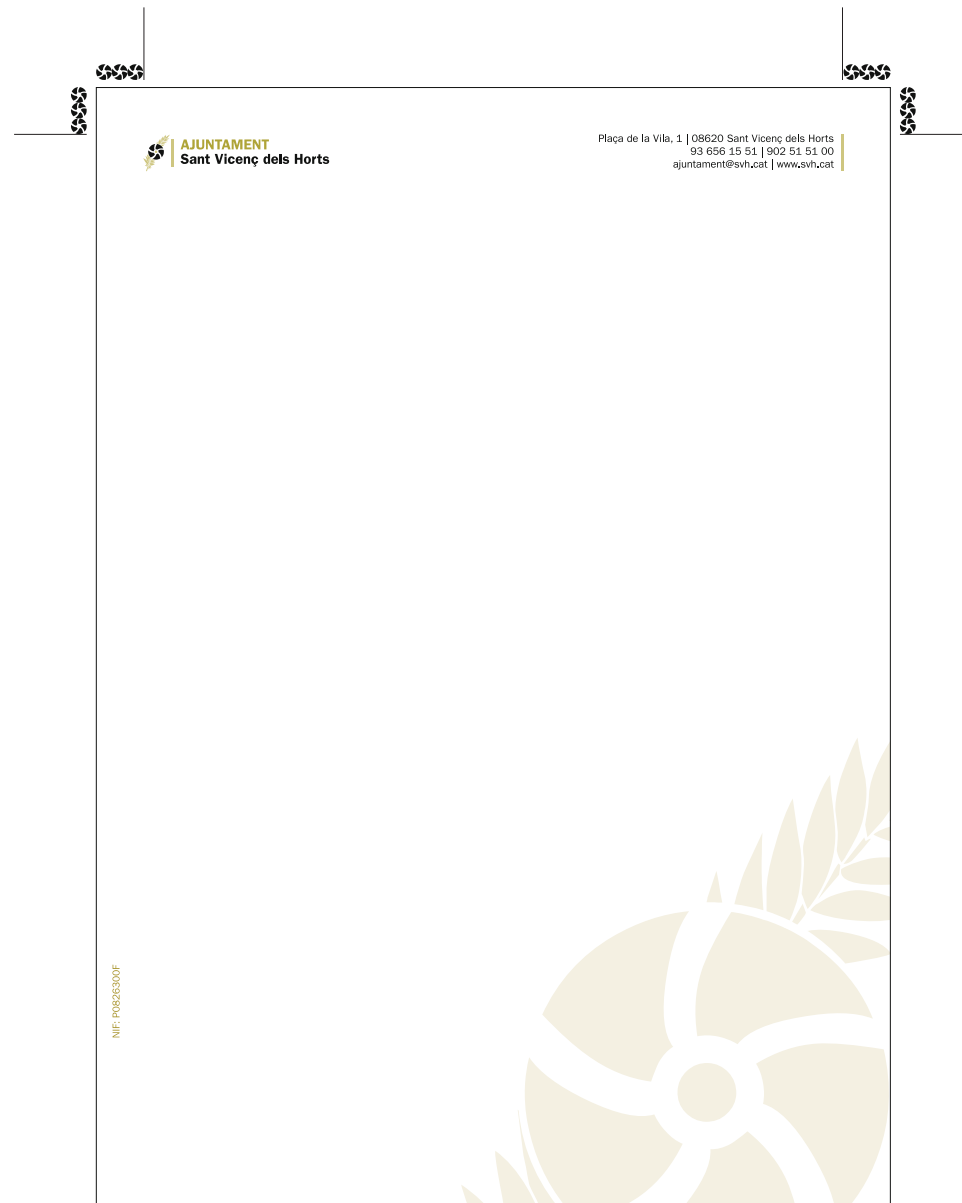 AJUNTAMENT
Sant Vicenç dels Horts
Plaça de la Vila, 1 | 08620 Sant Vicenç dels Horts
93 656 15 51 | 902 51 51 00
ajuntament@svh.cat | www.svh.cat
NIF: P0826300F